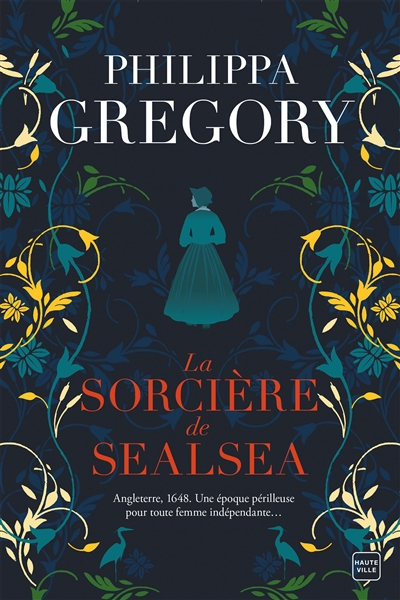 PHILIPPA
GREGORY
La
SORCIÈRE
de
SEALSEA
Angleterre, 1648. Une époque périlleuse
pour toute femme indépendante…
HAUTE
VILLE